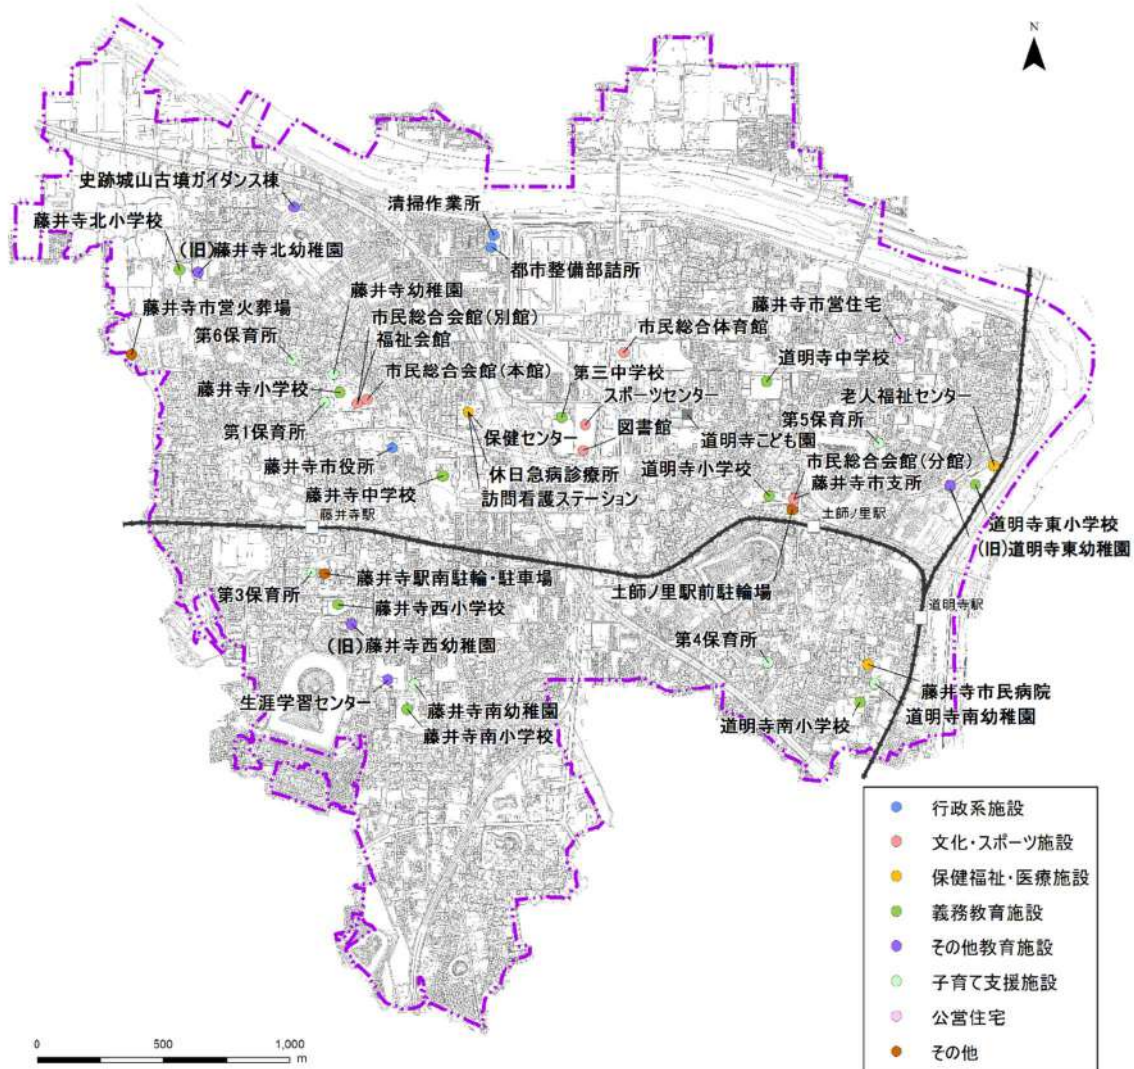 N
史跡城山古墳ガイダンス棟
清掃作業所
藤井寺北小学校
(旧)藤井寺北幼稚園
都市整備部詰所
藤井寺幼稚園
藤井寺市営火葬場
市民総合会館(別館)
藤井寺市営住宅
第6保育所
福祉会館
市民総合体育館
市民総合会館(本館)
第三中学校
道明寺中学校
藤井寺小学校
スポーツセンター
老人福祉センター
第1保育所
保健センター
図書館
道明寺こども園
第5保育所
藤井寺市役所
休日急病診療所
道明寺小学校
市民総合会館(分館)
藤井寺中学校
訪問看護ステーション
藤井寺市支所
藤井寺駅
土師ノ里駅
道明寺東小学校
(旧)道明寺東幼稚園
第3保育所
藤井寺駅南駐輪・駐車場
土師ノ里駅前駐輪場
藤井寺西小学校
道明寺駅
(旧)藤井寺西幼稚園
第4保育所
生涯学習センター
藤井寺南幼稚園
藤井寺市民病院
藤井寺南小学校
道明寺南小学校
道明寺南幼稚園
行政系施設
文化・スポーツ施設
保健福祉・医療施設
義務教育施設
その他教育施設
子育て支援施設
公営住宅
その他
0 500 1,000
m